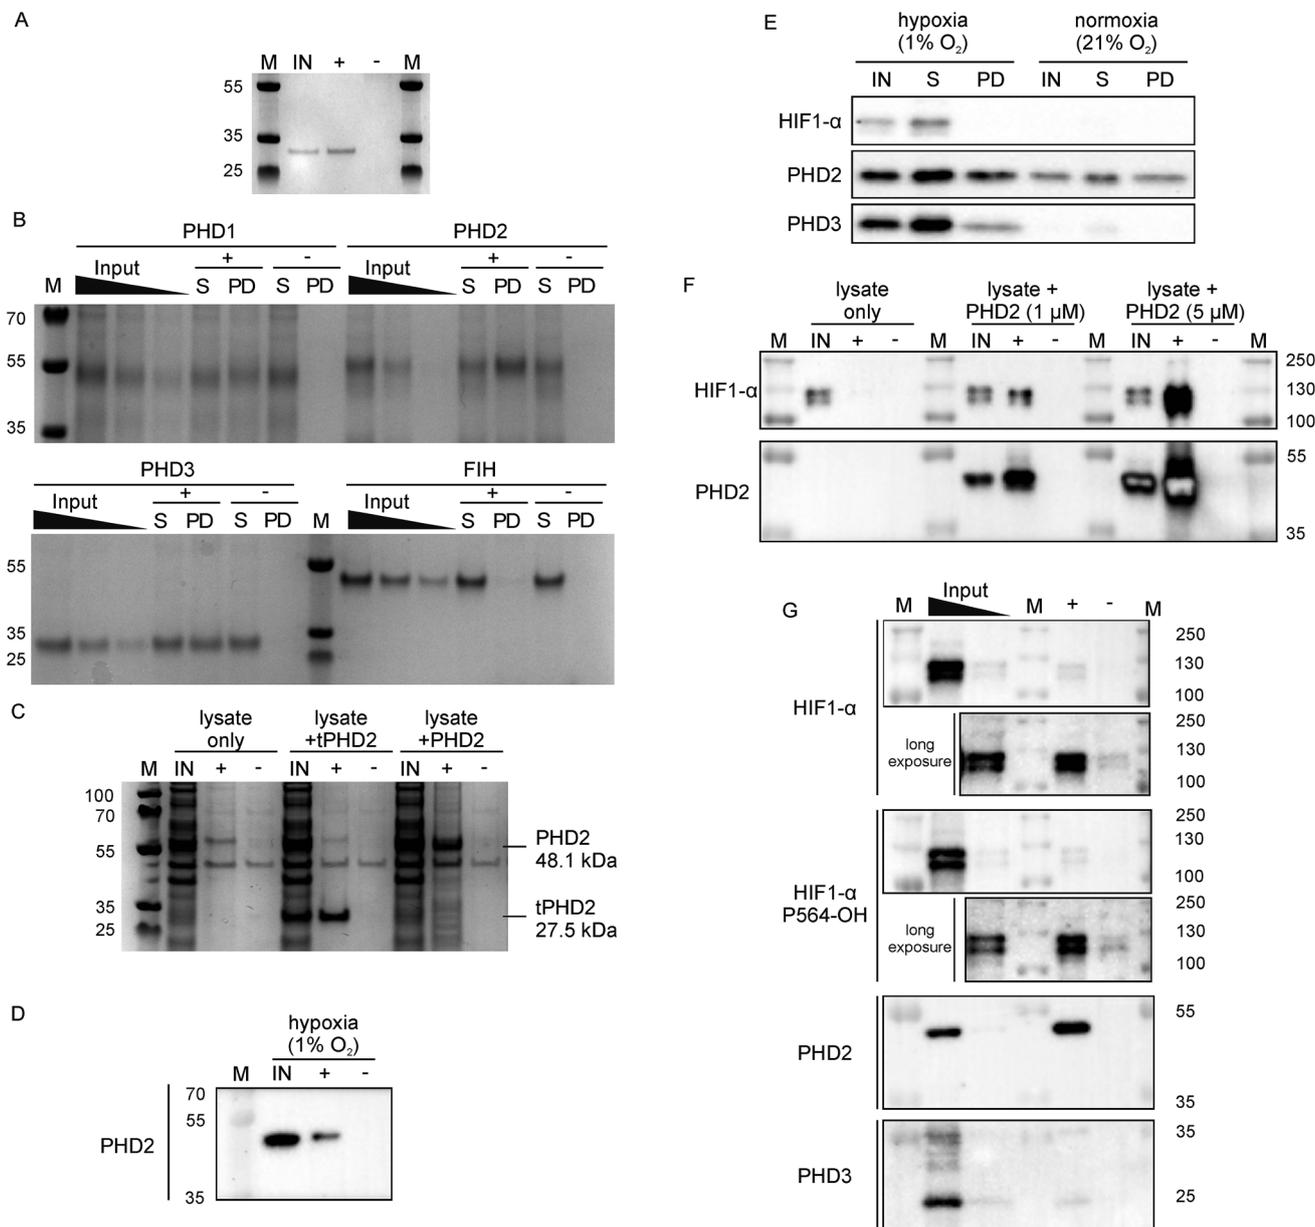 A
M IN + - M
55
35
25
B
PHD1 PHD2
Input + - Input + -
M S PD S PD S PD S PD
70
55
35
PHD3 FIH
Input + - Input + -
S PD S PD M S PD S PD
55
35
25
C
lysate only lysate +tPHD2 lysate +PHD2
M IN + - IN + - IN + -
100
70
55
35
25
PHD2
48.1 kDa
tPHD2
27.5 kDa
D
hypoxia
(1% O₂)
M IN + -
70
55
35
PHD2
E
hypoxia normoxia
(1% O₂) (21% O₂)
IN S PD IN S PD
HIF1-α
PHD2
PHD3
F
lysate lysate + lysate +
only PHD2 (1 μM) PHD2 (5 μM)
M IN + - M IN + - M IN + - M
HIF1-α
250
130
100
PHD2
55
35
G
Input
M M + - M
HIF1-α
250
130
100
long
exposure
250
130
100
HIF1-α
P564-OH
250
130
100
long
exposure
250
130
100
PHD2
55
35
PHD3
35
25